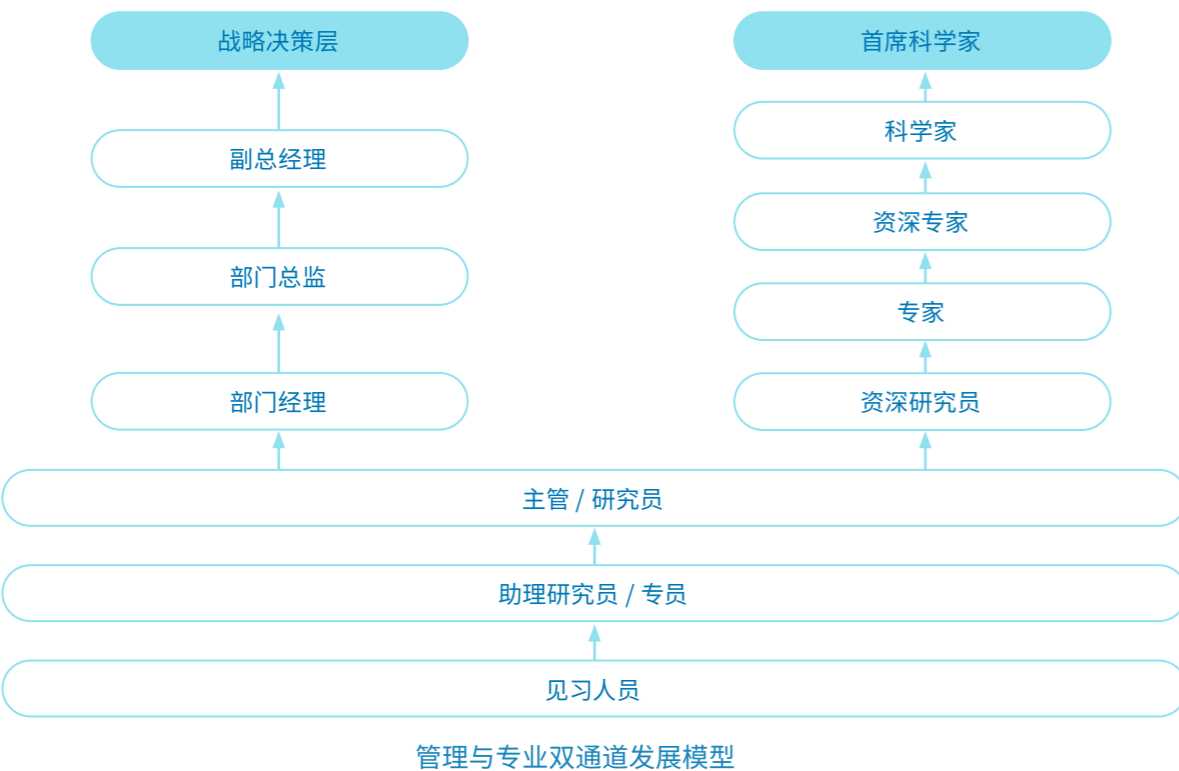 战略决策层
首席科学家
科学家
副总经理
资深专家
部门总监
专家
部门经理
资深研究员
主管 / 研究员
助理研究员 / 专员
见习人员
管理与专业双通道发展模型